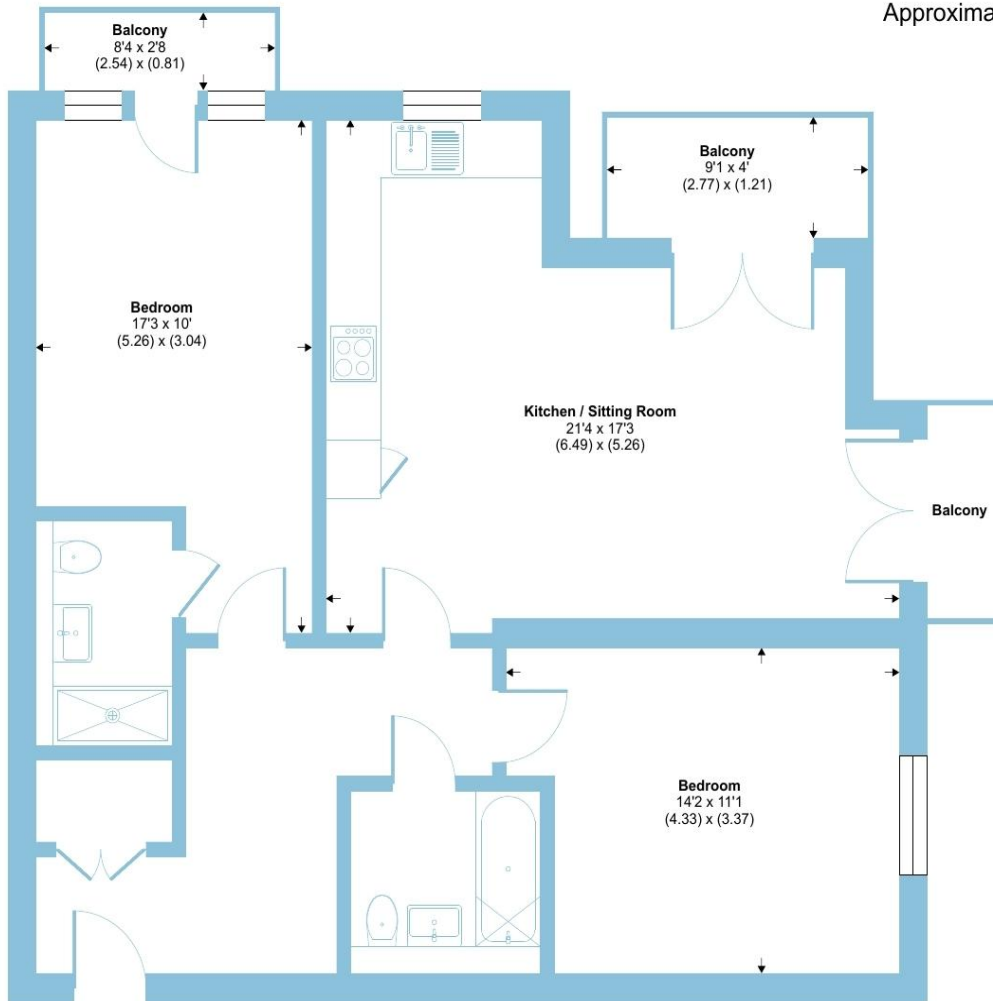 Approxima
Balcony
8'4 x 2'8
(2.54) x (0.81)
Balcony
9'1 x 4'
(2.77) x (1.21)
Bedroom
17'3 x 10'
(5.26) x (3.04)
Kitchen / Sitting Room
21'4 x 17'3
(6.49) x (5.26)
Balcony
Bedroom
14'2 x 11'1
(4.33) x (3.37)